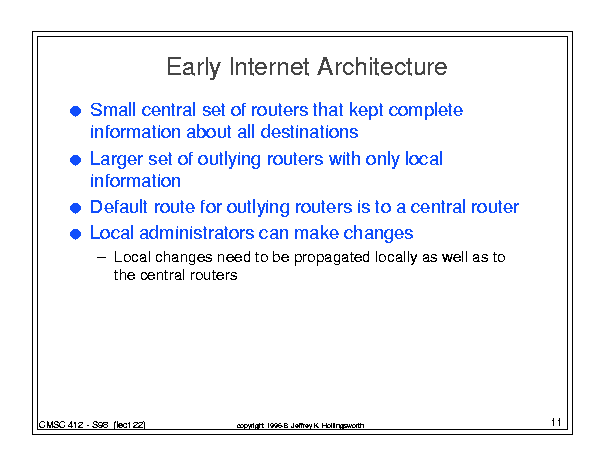 Early Internet Architecture
● Small central set of routers that kept complete
information about all destinations
● Larger set of outlying routers with only local
information
● Default route for outlying routers is to a central router
● Local administrators can make changes
– Local changes need to be propagated locally as well as to
the central routers
CMSC 412 - S98 (lect 22)
copyright 1996-8 Jeffrey K. Hollingsworth
11